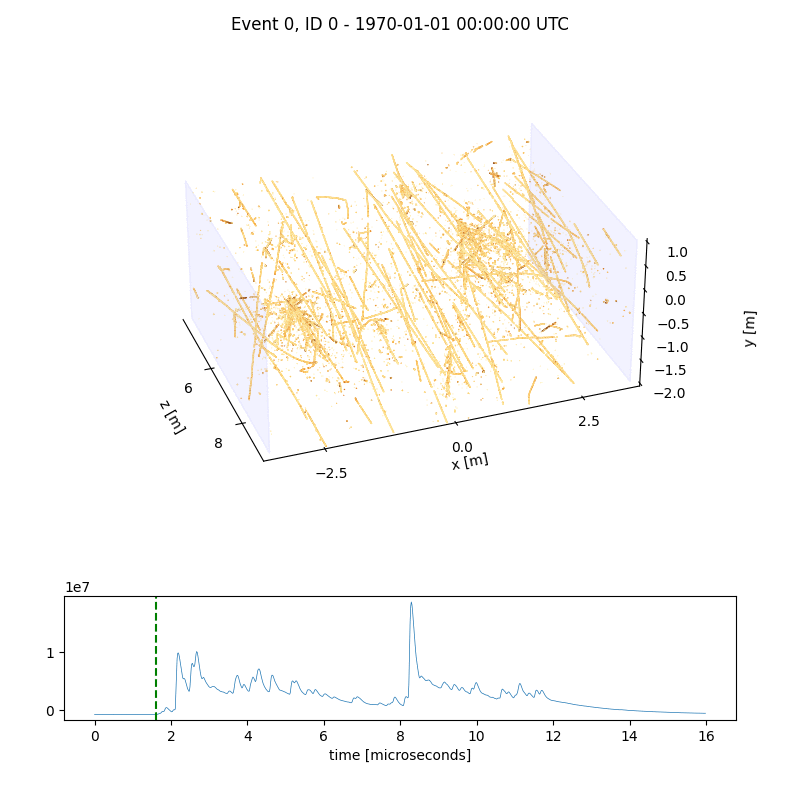 Event 0, ID 0 - 1970-01-01 00:00:00 UTC
1.0
0.5
0.0
−0.5
−1.0
−1.5
−2.0
y [m]
6
8
z [m]
−2.5
0.0
2.5
x [m]
1e7
1
0
0 2 4 6 8 10 12 14 16
time [microseconds]